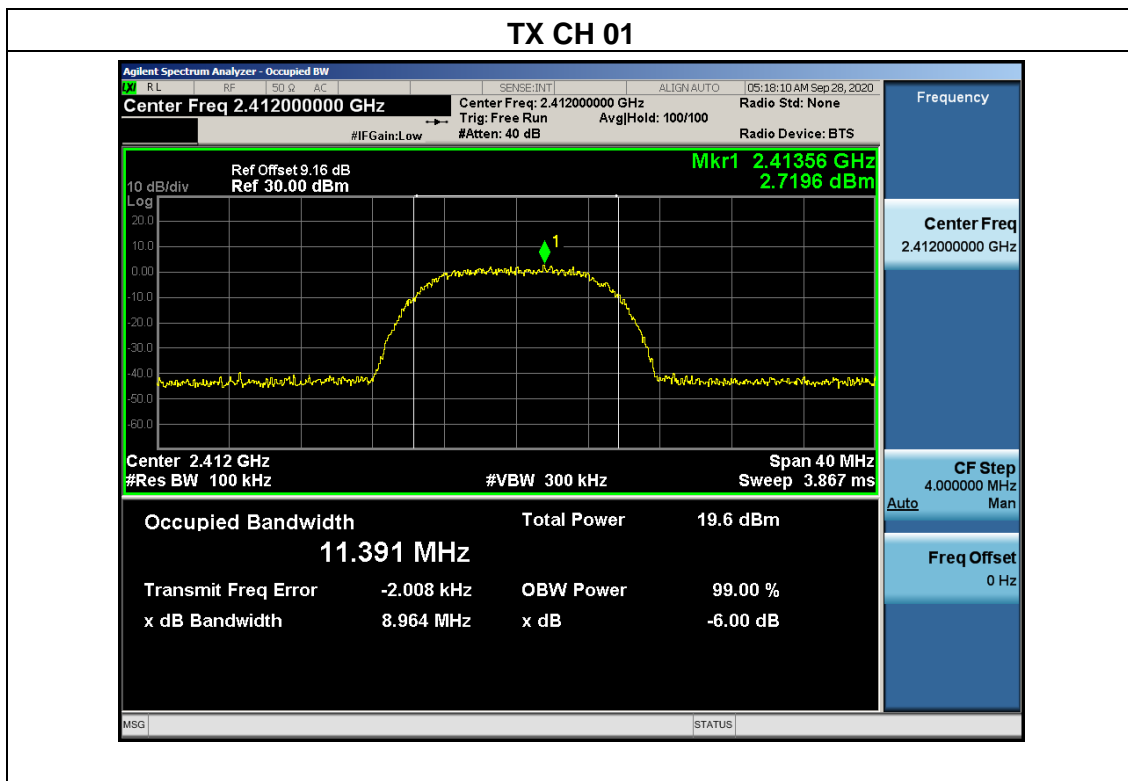 TX CH 01
Agilent Spectrum Analyzer - Occupied BW
LXI RL RF 50 Ω AC SENSE:INT ALIGN AUTO 05:18:10 AM Sep 28, 2020
Center Freq 2.412000000 GHz
Center Freq: 2.412000000 GHz
Radio Std: None
Trig: Free Run Avg|Hold: 100/100
#IFGain:Low
#Atten: 40 dB
Radio Device: BTS
Frequency
Mkr1 2.41356 GHz
2.7196 dBm
Ref Offset 9.16 dB
10 dB/div Ref 30.00 dBm
Log
20.0
10.0
0.00
-10.0
-20.0
-30.0
-40.0
-50.0
-60.0
1
Center 2.412 GHz Span 40 MHz
#Res BW 100 kHz #VBW 300 kHz Sweep 3.867 ms
Occupied Bandwidth Total Power 19.6 dBm
11.391 MHz
Transmit Freq Error -2.008 kHz OBW Power 99.00 %
x dB Bandwidth 8.964 MHz x dB -6.00 dB
Center Freq
2.412000000 GHz
CF Step
4.000000 MHz
Auto Man
Freq Offset
0 Hz
MSG STATUS